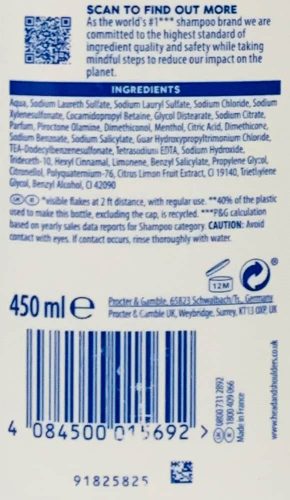 SCAN TO FIND OUT MORE
As the world's #1*** shampoo brand we are
committed to the highest standard of
ingredient quality and safety while taking
mindful steps to reduce our impact on the
planet.
INGREDIENTS
Aqua, Sodium Laureth Sulfate, Sodium Lauryl Sulfate, Sodium Chloride, Sodium
Xylenesulfonate, Cocamidopropyl Betaine, Glycol Distearate, Sodium Citrate,
Parfum, Piroctone Olamine, Dimethiconol, Menthol, Citric Acid, Dimethicone,
Sodium Benzoate, Sodium Salicylate, Guar Hydroxypropyltrimonium Chloride,
TEA-Dodecylbenzenesulfonate, Tetrasodium EDTA, Sodium Hydroxide,
Trideceth-10, Hexyl Cinnamal, Limonene, Benzyl Salicylate, Propylene Glycol,
Citronellol, Polyquaternium-76, Citrus Limon Fruit Extract, CI 19140, Triethylene
Glycol, Benzyl Alcohol, CI 42090
*visible flakes at 2 ft distance, with regular use. **40% of the plastic
used to make this bottle, excluding the cap, is recycled. ***P&G calculation
based on yearly sales data reports for Shampoo category. CAUTION: Avoid
contact with eyes. If contact occurs, rinse thoroughly with water.
12M
450 ml e
Procter & Gamble, 65823 Schwalbach/Ts., Germany
Procter & Gamble UK, Weybridge, Surrey, KT13 0XP, UK
4 084500 015692 >
0800 731 2892
1800 409 066
Made in France
www.headandshoulders.co.uk
91825825